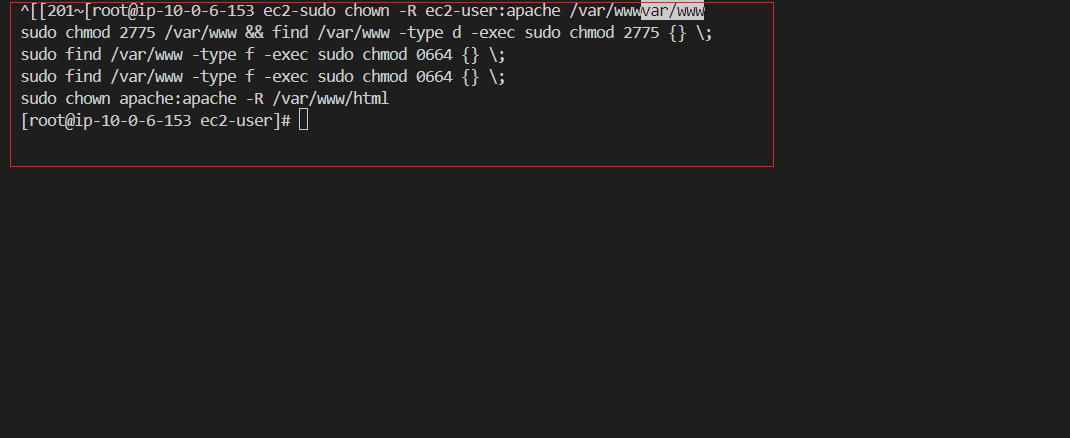 ^[[201~[root@ip-10-0-6-153 ec2-sudo chown -R ec2-user:apache /var/wwwvar/www
sudo chmod 2775 /var/www && find /var/www -type d -exec sudo chmod 2775 {} \;
sudo find /var/www -type f -exec sudo chmod 0664 {} \;
sudo find /var/www -type f -exec sudo chmod 0664 {} \;
sudo chown apache:apache -R /var/www/html
[root@ip-10-0-6-153 ec2-user]#